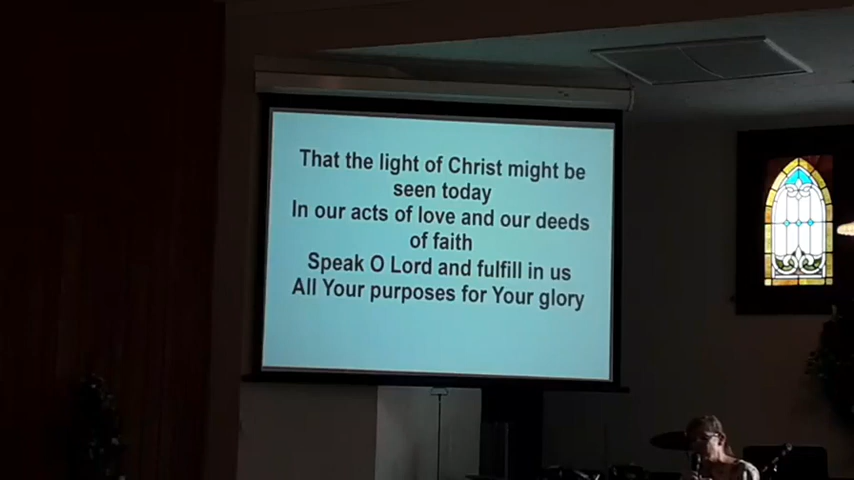 That the light of Christ might be
seen today
In our acts of love and our deeds
of faith
Speak O Lord and fulfill in us
All Your purposes for Your glory